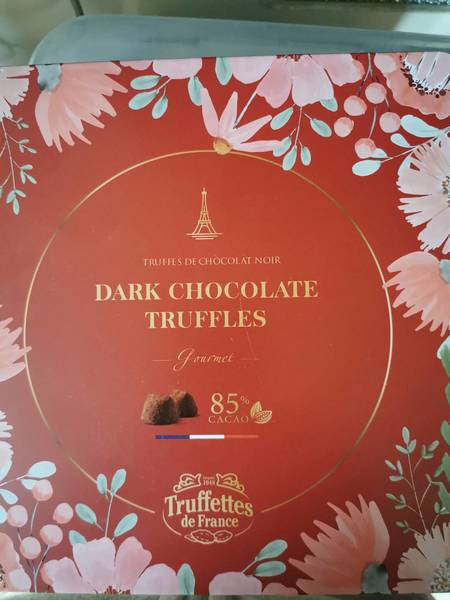 TRUFFES DE CHOCOLAT NOIR
DARK CHOCOLATE
TRUFFLES
Gourmet
85%
CACAO
Truffettes
de France